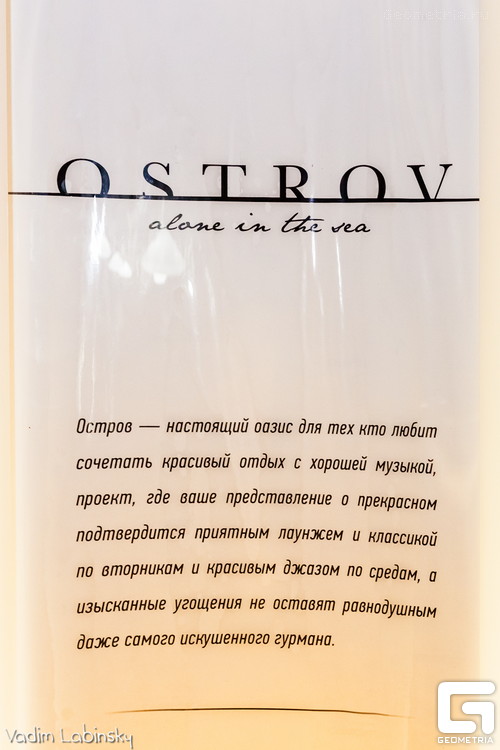 OSTROV
alone in the sea
Остров — настоящий оазис для тех кто любит
сочетать красивый отдых с хорошей музыкой,
проект, где ваше представление о прекрасном
подтвердится приятным лаунжем и классикой
по вторникам и красивым джазом по средам, а
изысканные угощения не оставят равнодушным
даже самого искушенного гурмана.
Vadim Labinsky
GEOMETRIA